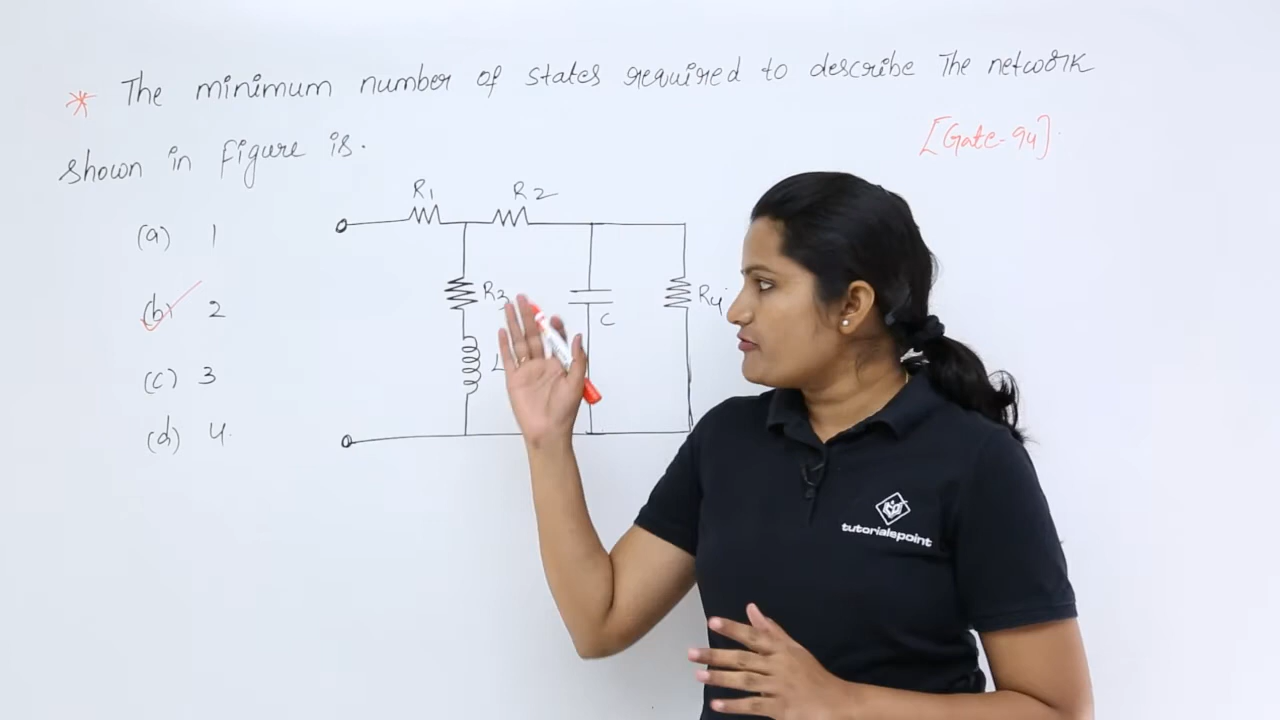 * The minimum number of states required to describe The network
shown in figure is.
[Gate-94].
(a) 1
(b) 2
(c) 3
(d) 4.
R1
R2
R3
L
C
R4
tutorialspoint